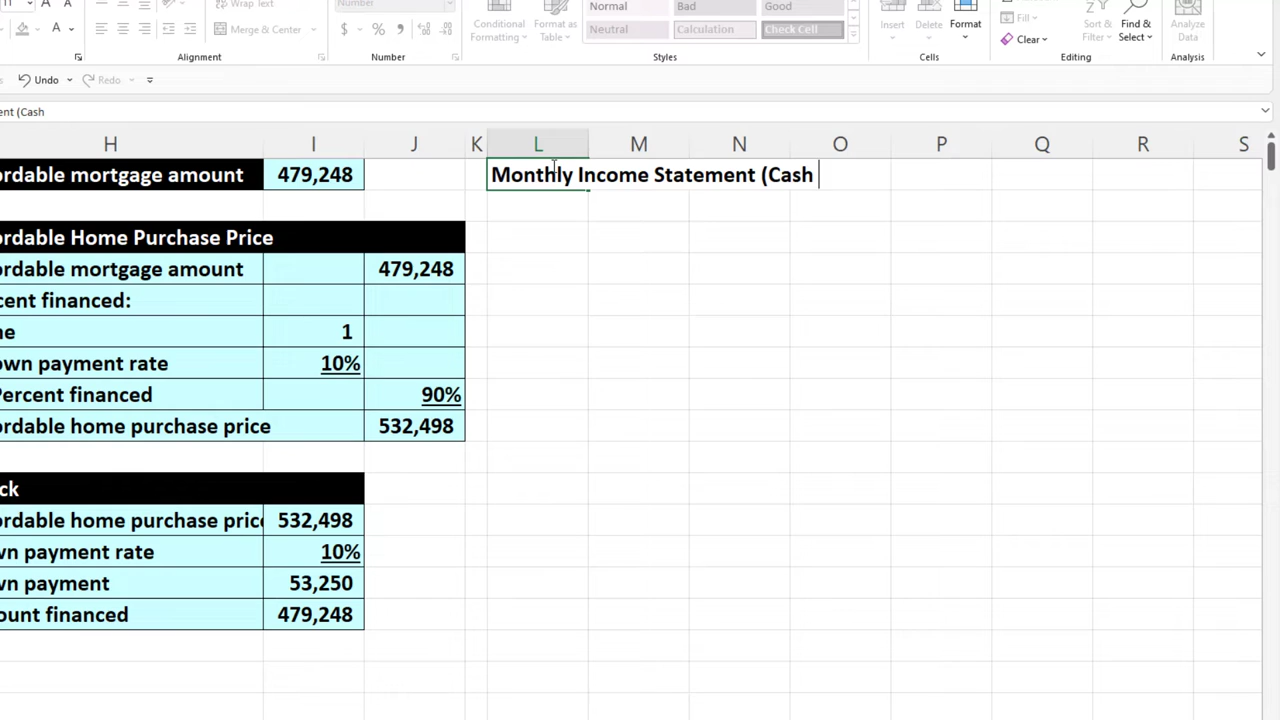 11 A A Wrap Text Number Normal Bad Good
Merge & Center $ % Conditional Formatting Format as Table Neutral Calculation Check Cell Insert Delete Format Fill Clear Sort & Filter Find & Select Analyze Data
Alignment Number Styles Cells Editing Analysis
Undo Redo
ent (Cash
H I J K L M N O P Q R S
ordable mortgage amount 479,248 Monthly Income Statement (Cash
ordable Home Purchase Price
ordable mortgage amount 479,248
cent financed:
ne 1
own payment rate 10%
Percent financed 90%
ordable home purchase price 532,498
ck
ordable home purchase price 532,498
wn payment rate 10%
wn payment 53,250
ount financed 479,248